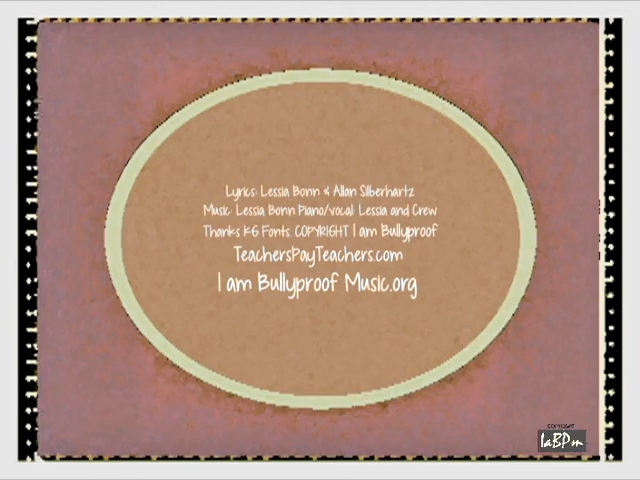 Lyrics: Lessia Bonn & Allan Silberhartz
Music: Lessia Bonn Piano/vocal: Lessia and Crew
Thanks KG Fonts COPYRIGHT I am Bullyproof
TeachersPayTeachers.com
I am Bullyproof Music.org
COPYRIGHT
IaBPm